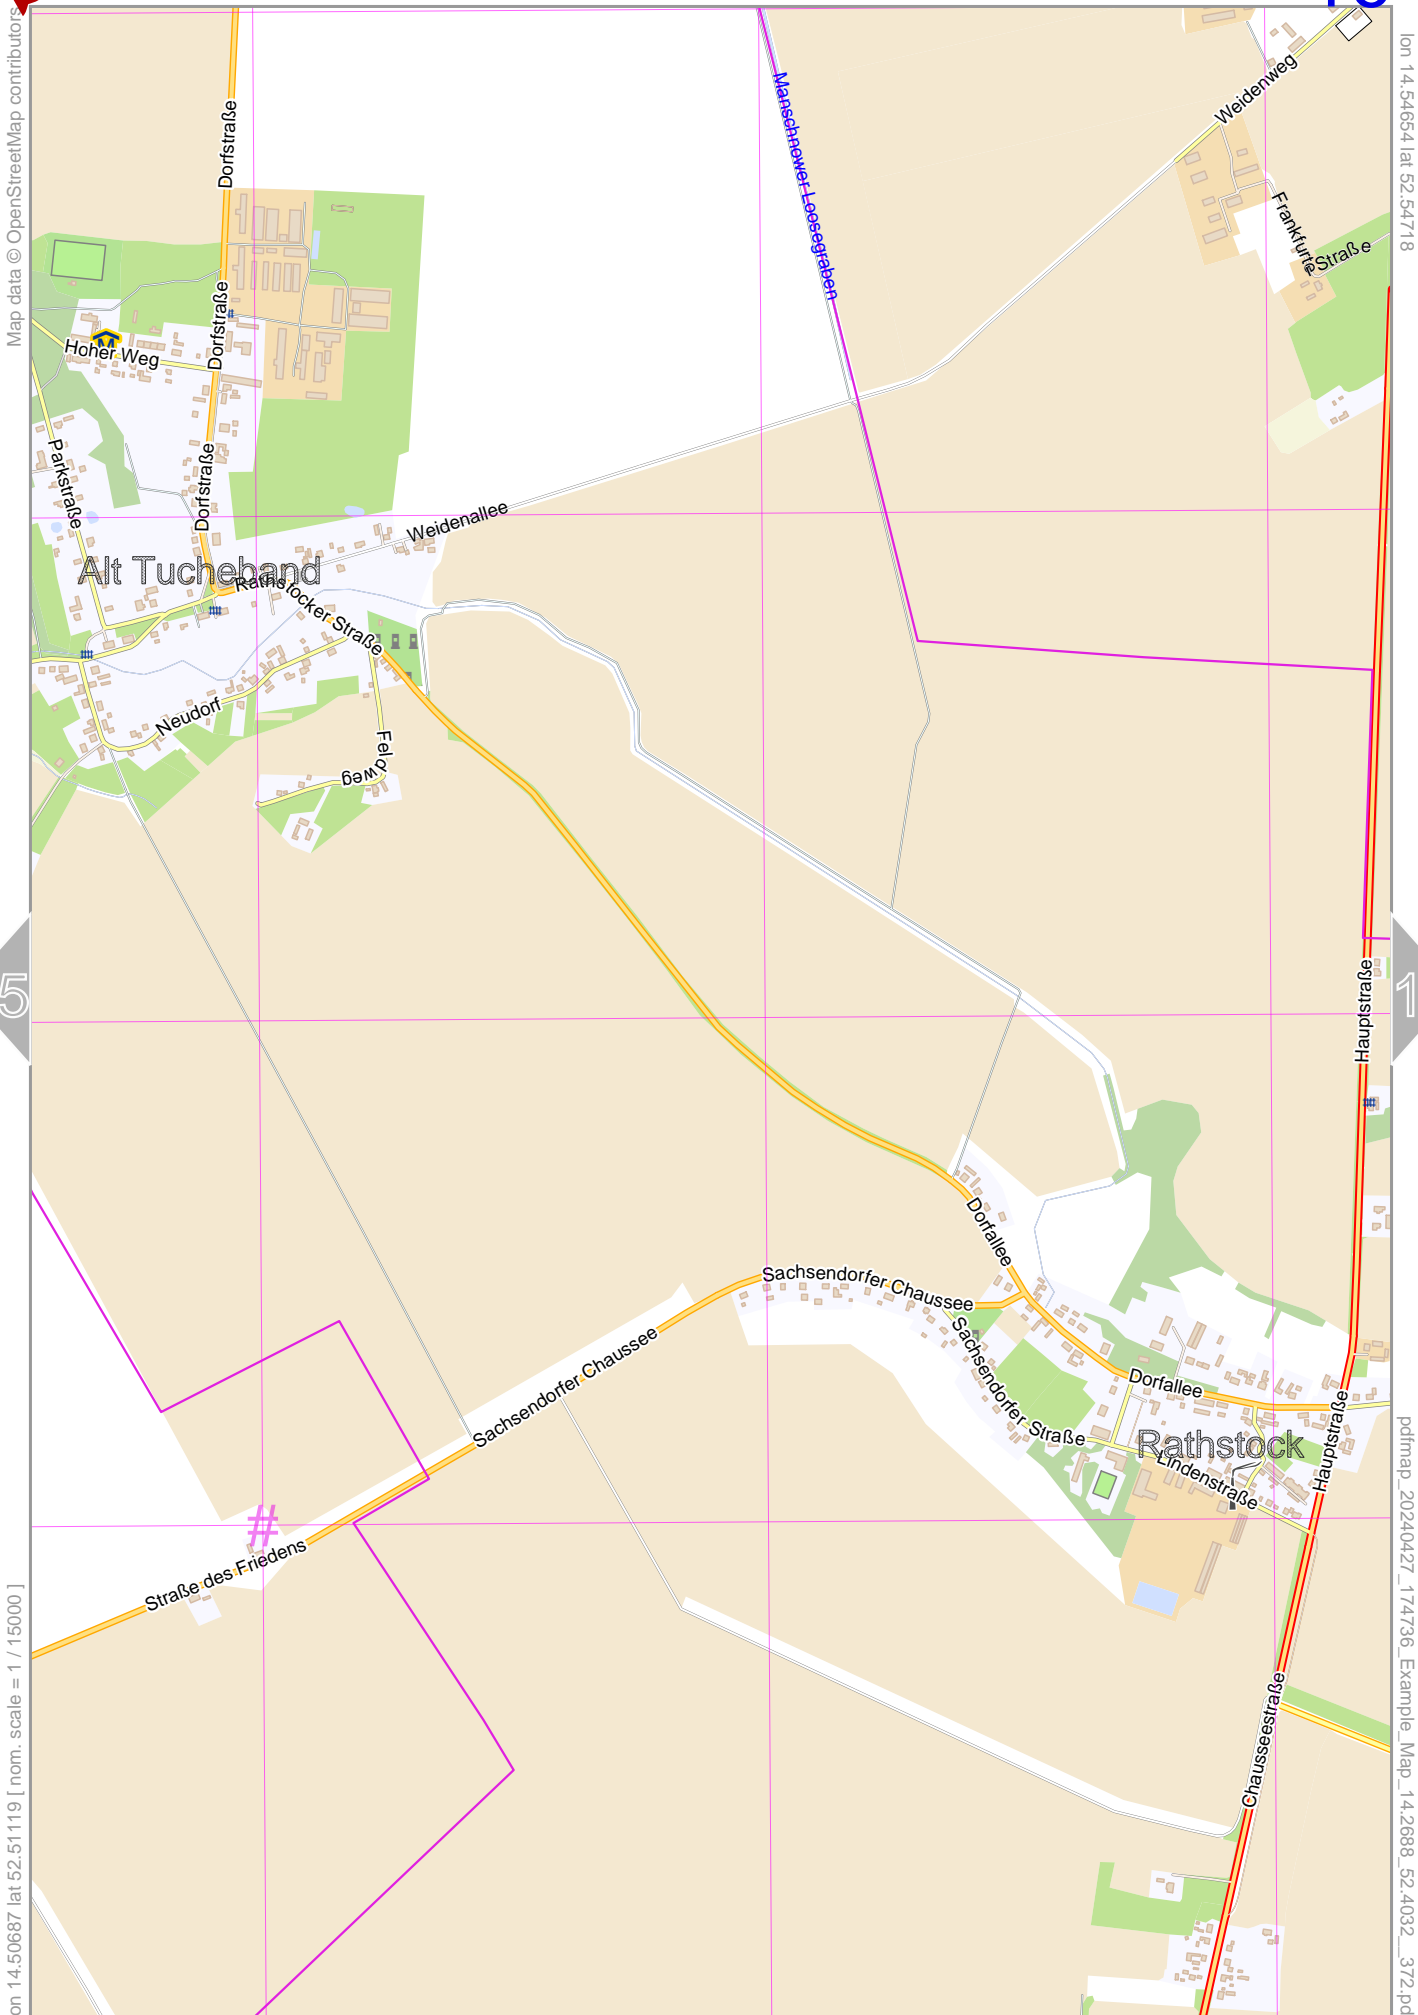 Map data © OpenStreetMap contributors
lon 14.54654 lat 52.54718
Weidenweg
Manschnower Loosegraben
Dorfstraße
Frankfurter Straße
Dorfstraße
Hoher Weg
Parkstraße
Dorfstraße
Weidenallee
Alt Tucheband
Rathstocker Straße
Neudorf
Feldweg
5
1
Hauptstraße
Dorfallee
Sachsendorfer Chaussee
Sachsendorfer Chaussee
Sachsendorfer Straße
Dorfallee
Hauptstraße
Rathstock
Lindenstraße
#
Straße des Friedens
Chausseestraße
on 14.50687 lat 52.51119 [ nom. scale = 1 / 15000 ]
pdfmap_20240427_174736_Example_Map_14.2688_52.4032__372.pd